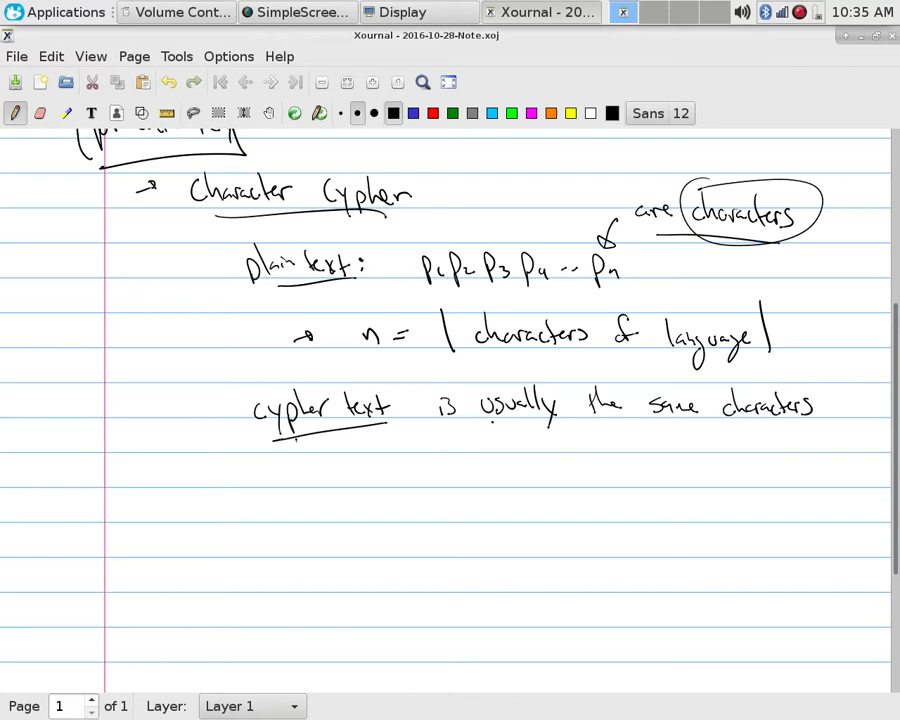 Applications Volume Cont... SimpleScree... Display Xournal - 20... 10:35 AM
Xournal - 2016-10-28-Note.xoj
File Edit View Page Tools Options Help
Sans 12
→ Character Cypher
are characters
plain text: p1 p2 p3 p4 -- pn
→ n = | characters of language |
cypher text is usually the same characters
Page 1 of 1 Layer: Layer 1